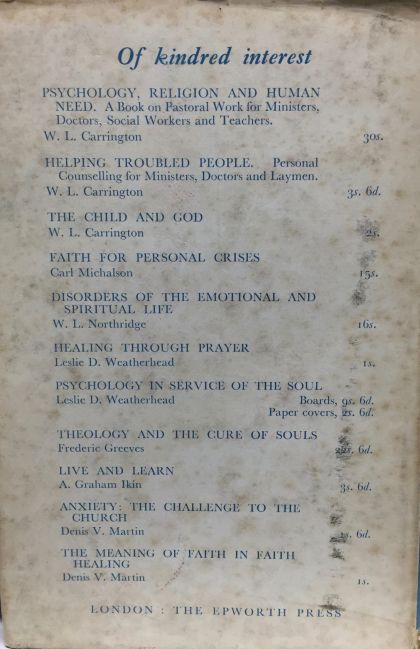 Of kindred interest
PSYCHOLOGY, RELIGION AND HUMAN
NEED. A Book on Pastoral Work for Ministers,
Doctors, Social Workers and Teachers.
W. L. Carrington 30s.
HELPING TROUBLED PEOPLE. Personal
Counselling for Ministers, Doctors and Laymen.
W. L. Carrington 3s. 6d.
THE CHILD AND GOD
W. L. Carrington 2s.
FAITH FOR PERSONAL CRISES
Carl Michalson 15s.
DISORDERS OF THE EMOTIONAL AND
SPIRITUAL LIFE
W. L. Northridge 16s.
HEALING THROUGH PRAYER
Leslie D. Weatherhead 1s.
PSYCHOLOGY IN SERVICE OF THE SOUL
Leslie D. Weatherhead Boards, 9s. 6d.
Paper covers, 2s. 6d.
THEOLOGY AND THE CURE OF SOULS
Frederic Greeves 6d.
LIVE AND LEARN
A. Graham Ikin 3s. 6d.
ANXIETY: THE CHALLENGE TO THE
CHURCH
Denis V. Martin 6d.
THE MEANING OF FAITH IN FAITH
HEALING
Denis V. Martin 1s.
LONDON : THE EPWORTH PRESS